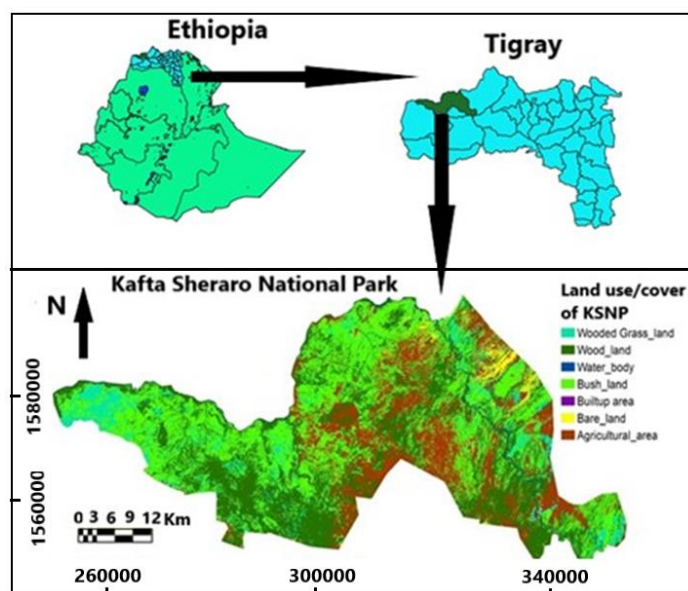 Ethiopia
Tigray
Kafta Sheraro National Park
N
Land use/cover
of KSNP
Wooded Grass_land
Wood_land
Water_body
Bush_land
Builtup area
Bare_land
Agricultural_area
1580000
1560000
0 3 6 9 12 Km
260000
300000
340000